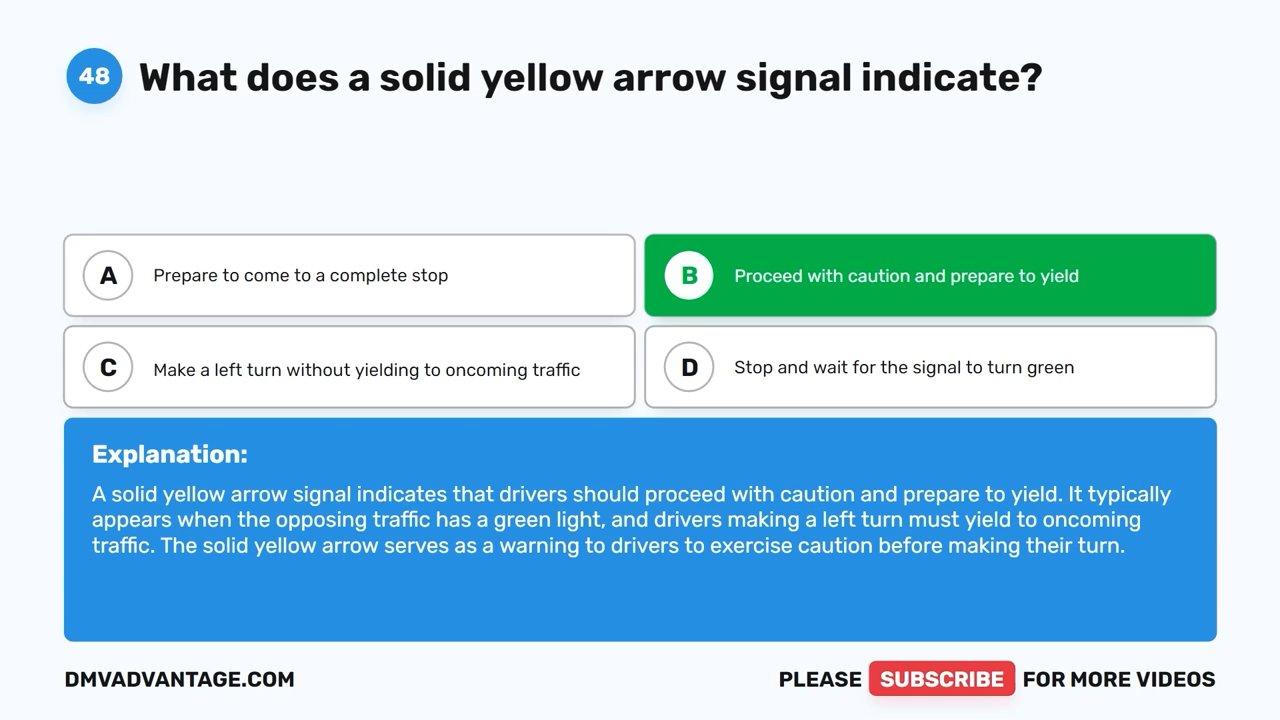 48 What does a solid yellow arrow signal indicate?
A Prepare to come to a complete stop
B Proceed with caution and prepare to yield
C Make a left turn without yielding to oncoming traffic
D Stop and wait for the signal to turn green
Explanation:
A solid yellow arrow signal indicates that drivers should proceed with caution and prepare to yield. It typically
appears when the opposing traffic has a green light, and drivers making a left turn must yield to oncoming
traffic. The solid yellow arrow serves as a warning to drivers to exercise caution before making their turn.
DMVADVANTAGE.COM
PLEASE SUBSCRIBE FOR MORE VIDEOS